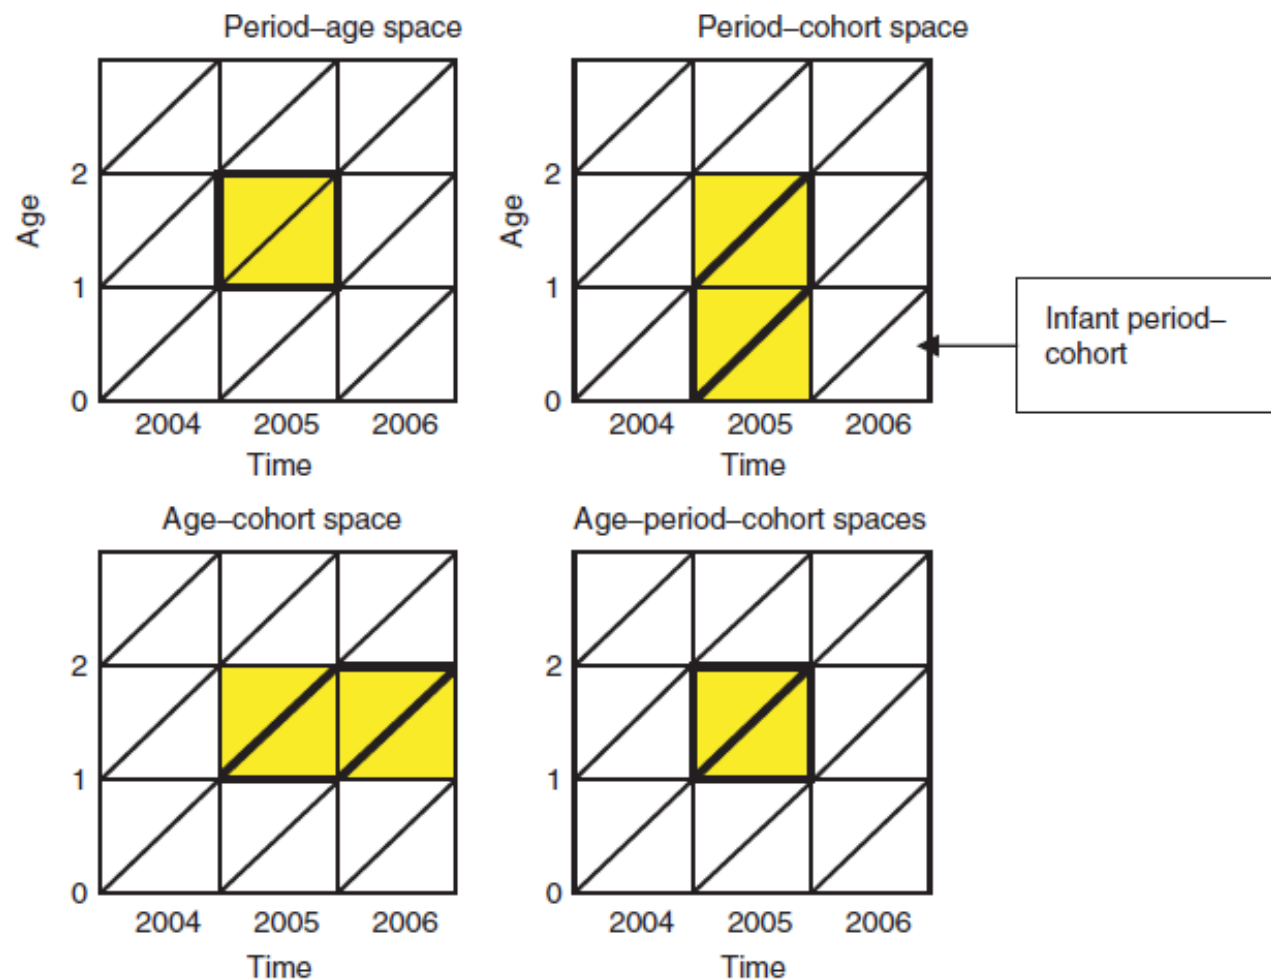 Period–age space
Period–cohort space
2
1
0
Age
2004 2005 2006
Time
2
1
0
Age
2004 2005 2006
Time
Infant period–
cohort
Age–cohort space
Age–period–cohort spaces
2
1
0
2004 2005 2006
Time
2
1
0
2004 2005 2006
Time